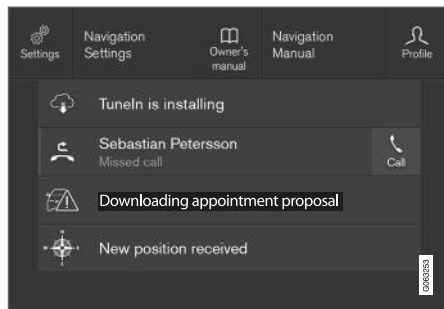 Settings
Navigation
Settings
Owner's
manual
Navigation
Manual
Profile
TuneIn is installing
Sebastian Petersson
Missed call
Call
Downloading appointment proposal
New position received
G063253